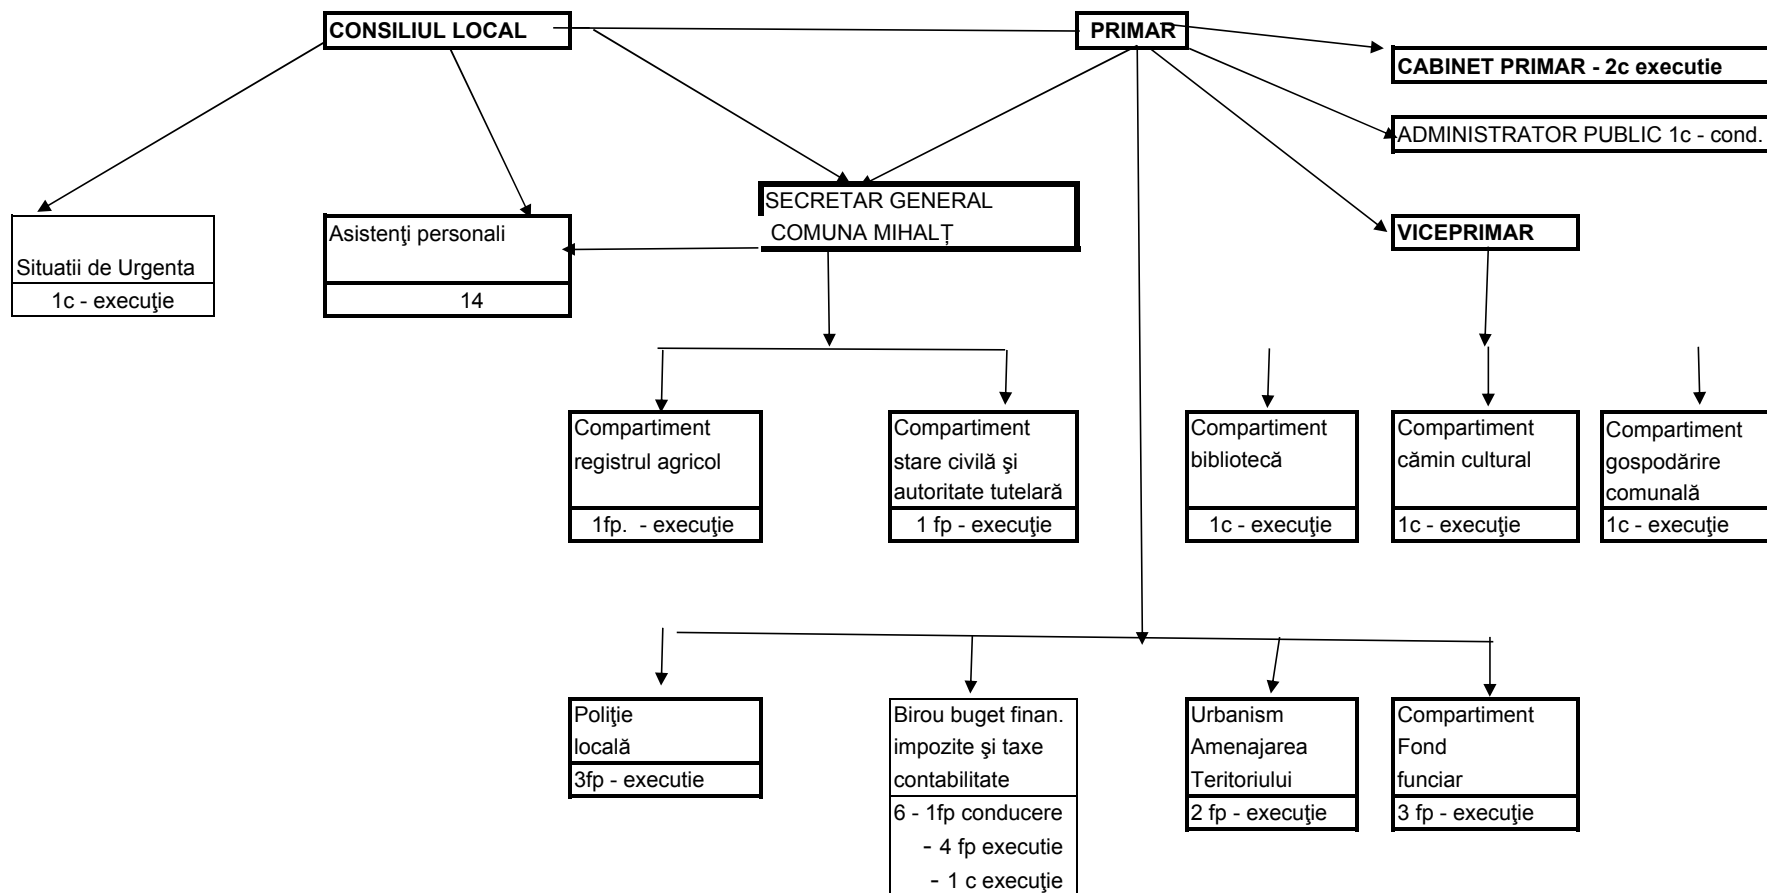 CONSILIUL LOCAL
PRIMAR
CABINET PRIMAR - 2c executie
ADMINISTRATOR PUBLIC 1c - cond.
SECRETAR GENERAL
COMUNA MIHALȚ
Situatii de Urgenta
1c - execuţie
Asistenţi personali
14
VICEPRIMAR
Compartiment
registrul agricol
1fp. - execuţie
Compartiment
stare civilă şi
autoritate tutelară
1 fp - execuţie
Compartiment
bibliotecă
1c - execuţie
Compartiment
cămin cultural
1c - execuţie
Compartiment
gospodărire
comunală
1c - execuţie
Poliţie
locală
3fp - executie
Birou buget finan.
impozite şi taxe
contabilitate
6 - 1fp conducere
- 4 fp executie
- 1 c execuţie
Urbanism
Amenajarea
Teritoriului
2 fp - execuţie
Compartiment
Fond
funciar
3 fp - execuţie